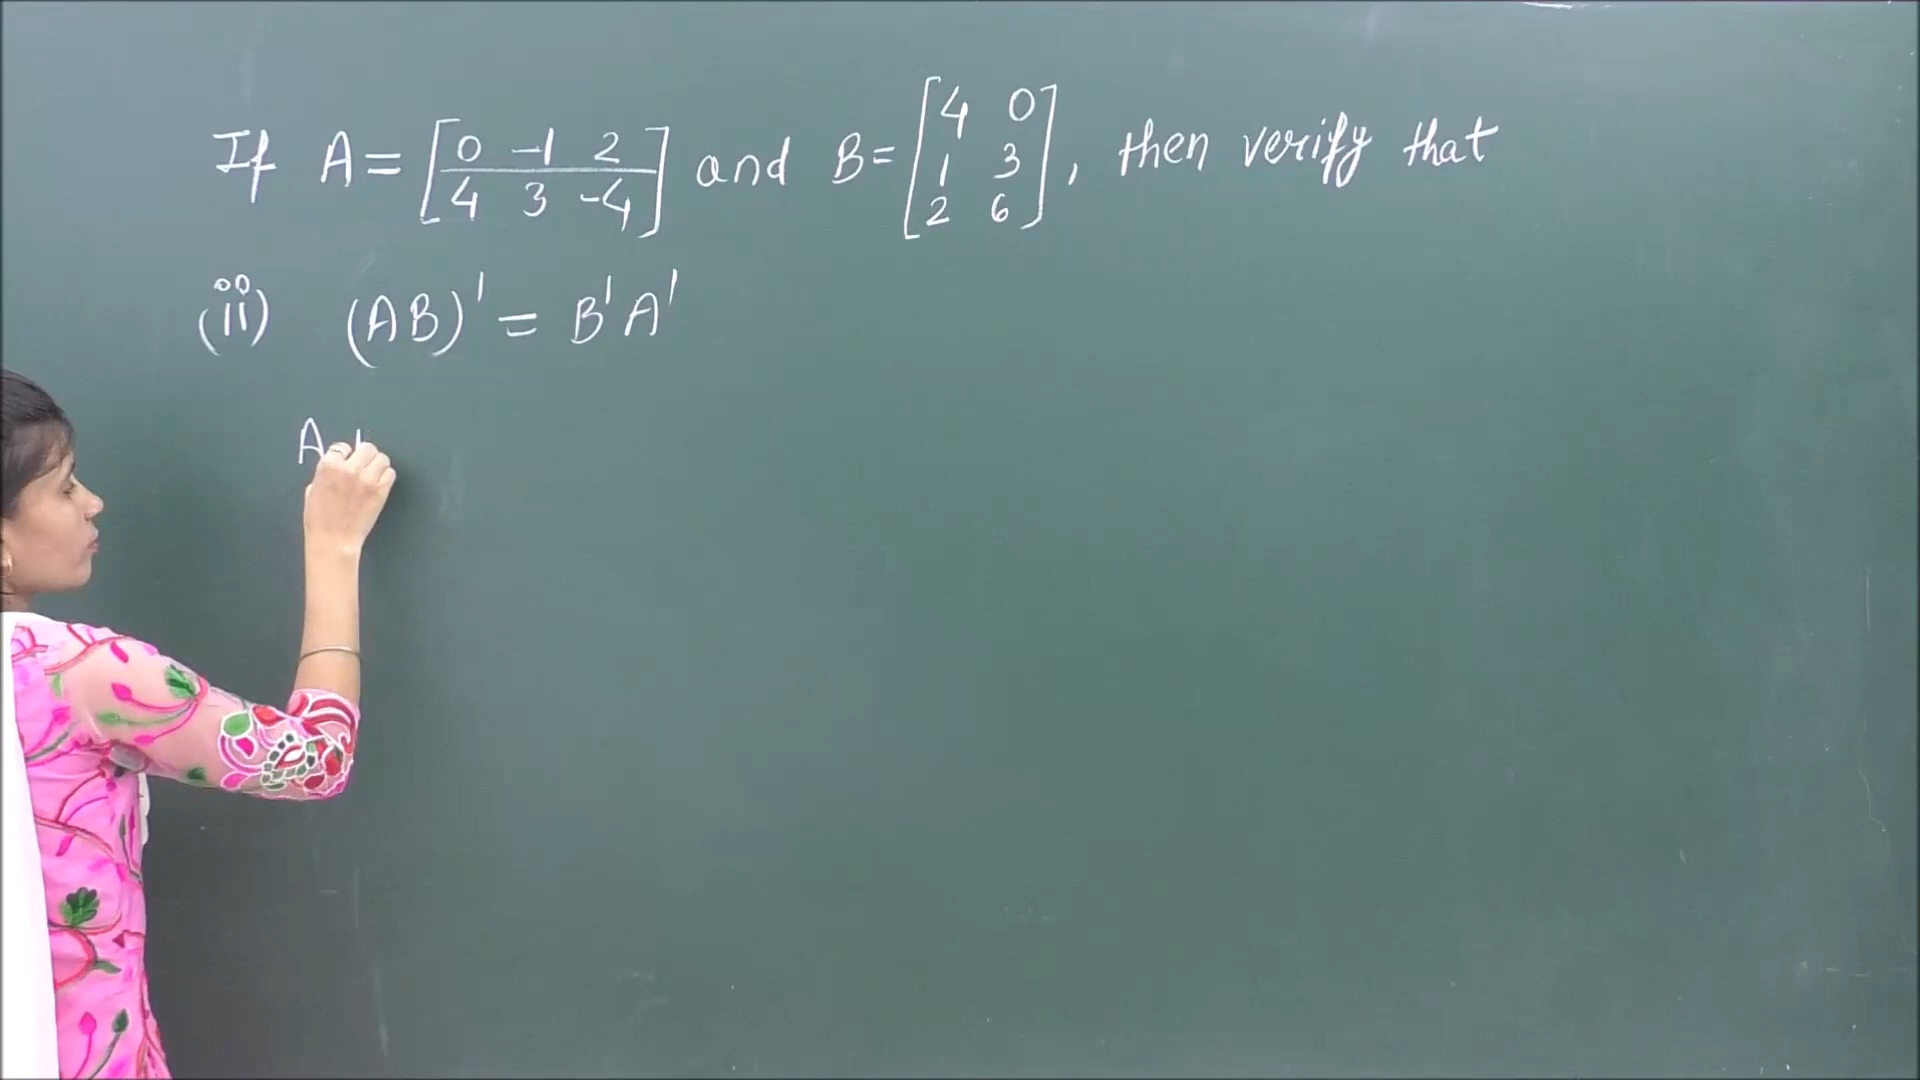 If A = [0 -1 2 / 4 3 -4] and B = [4 0 / 1 3 / 2 6], then verify that
(ii) (AB)' = B'A'
A